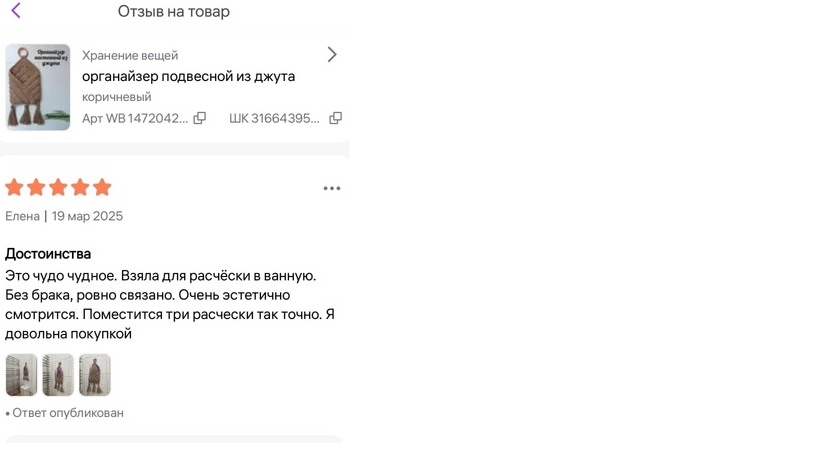 Отзыв на товар
Органайзер
настенный из
джута
Хранение вещей
органайзер подвесной из джута
коричневый
Арт WB 1472042... ШК 31664395...
Елена | 19 мар 2025
Достоинства
Это чудо чудное. Взяла для расчёски в ванную.
Без брака, ровно связано. Очень эстетично
смотрится. Поместится три расчески так точно. Я
довольна покупкой
• Ответ опубликован